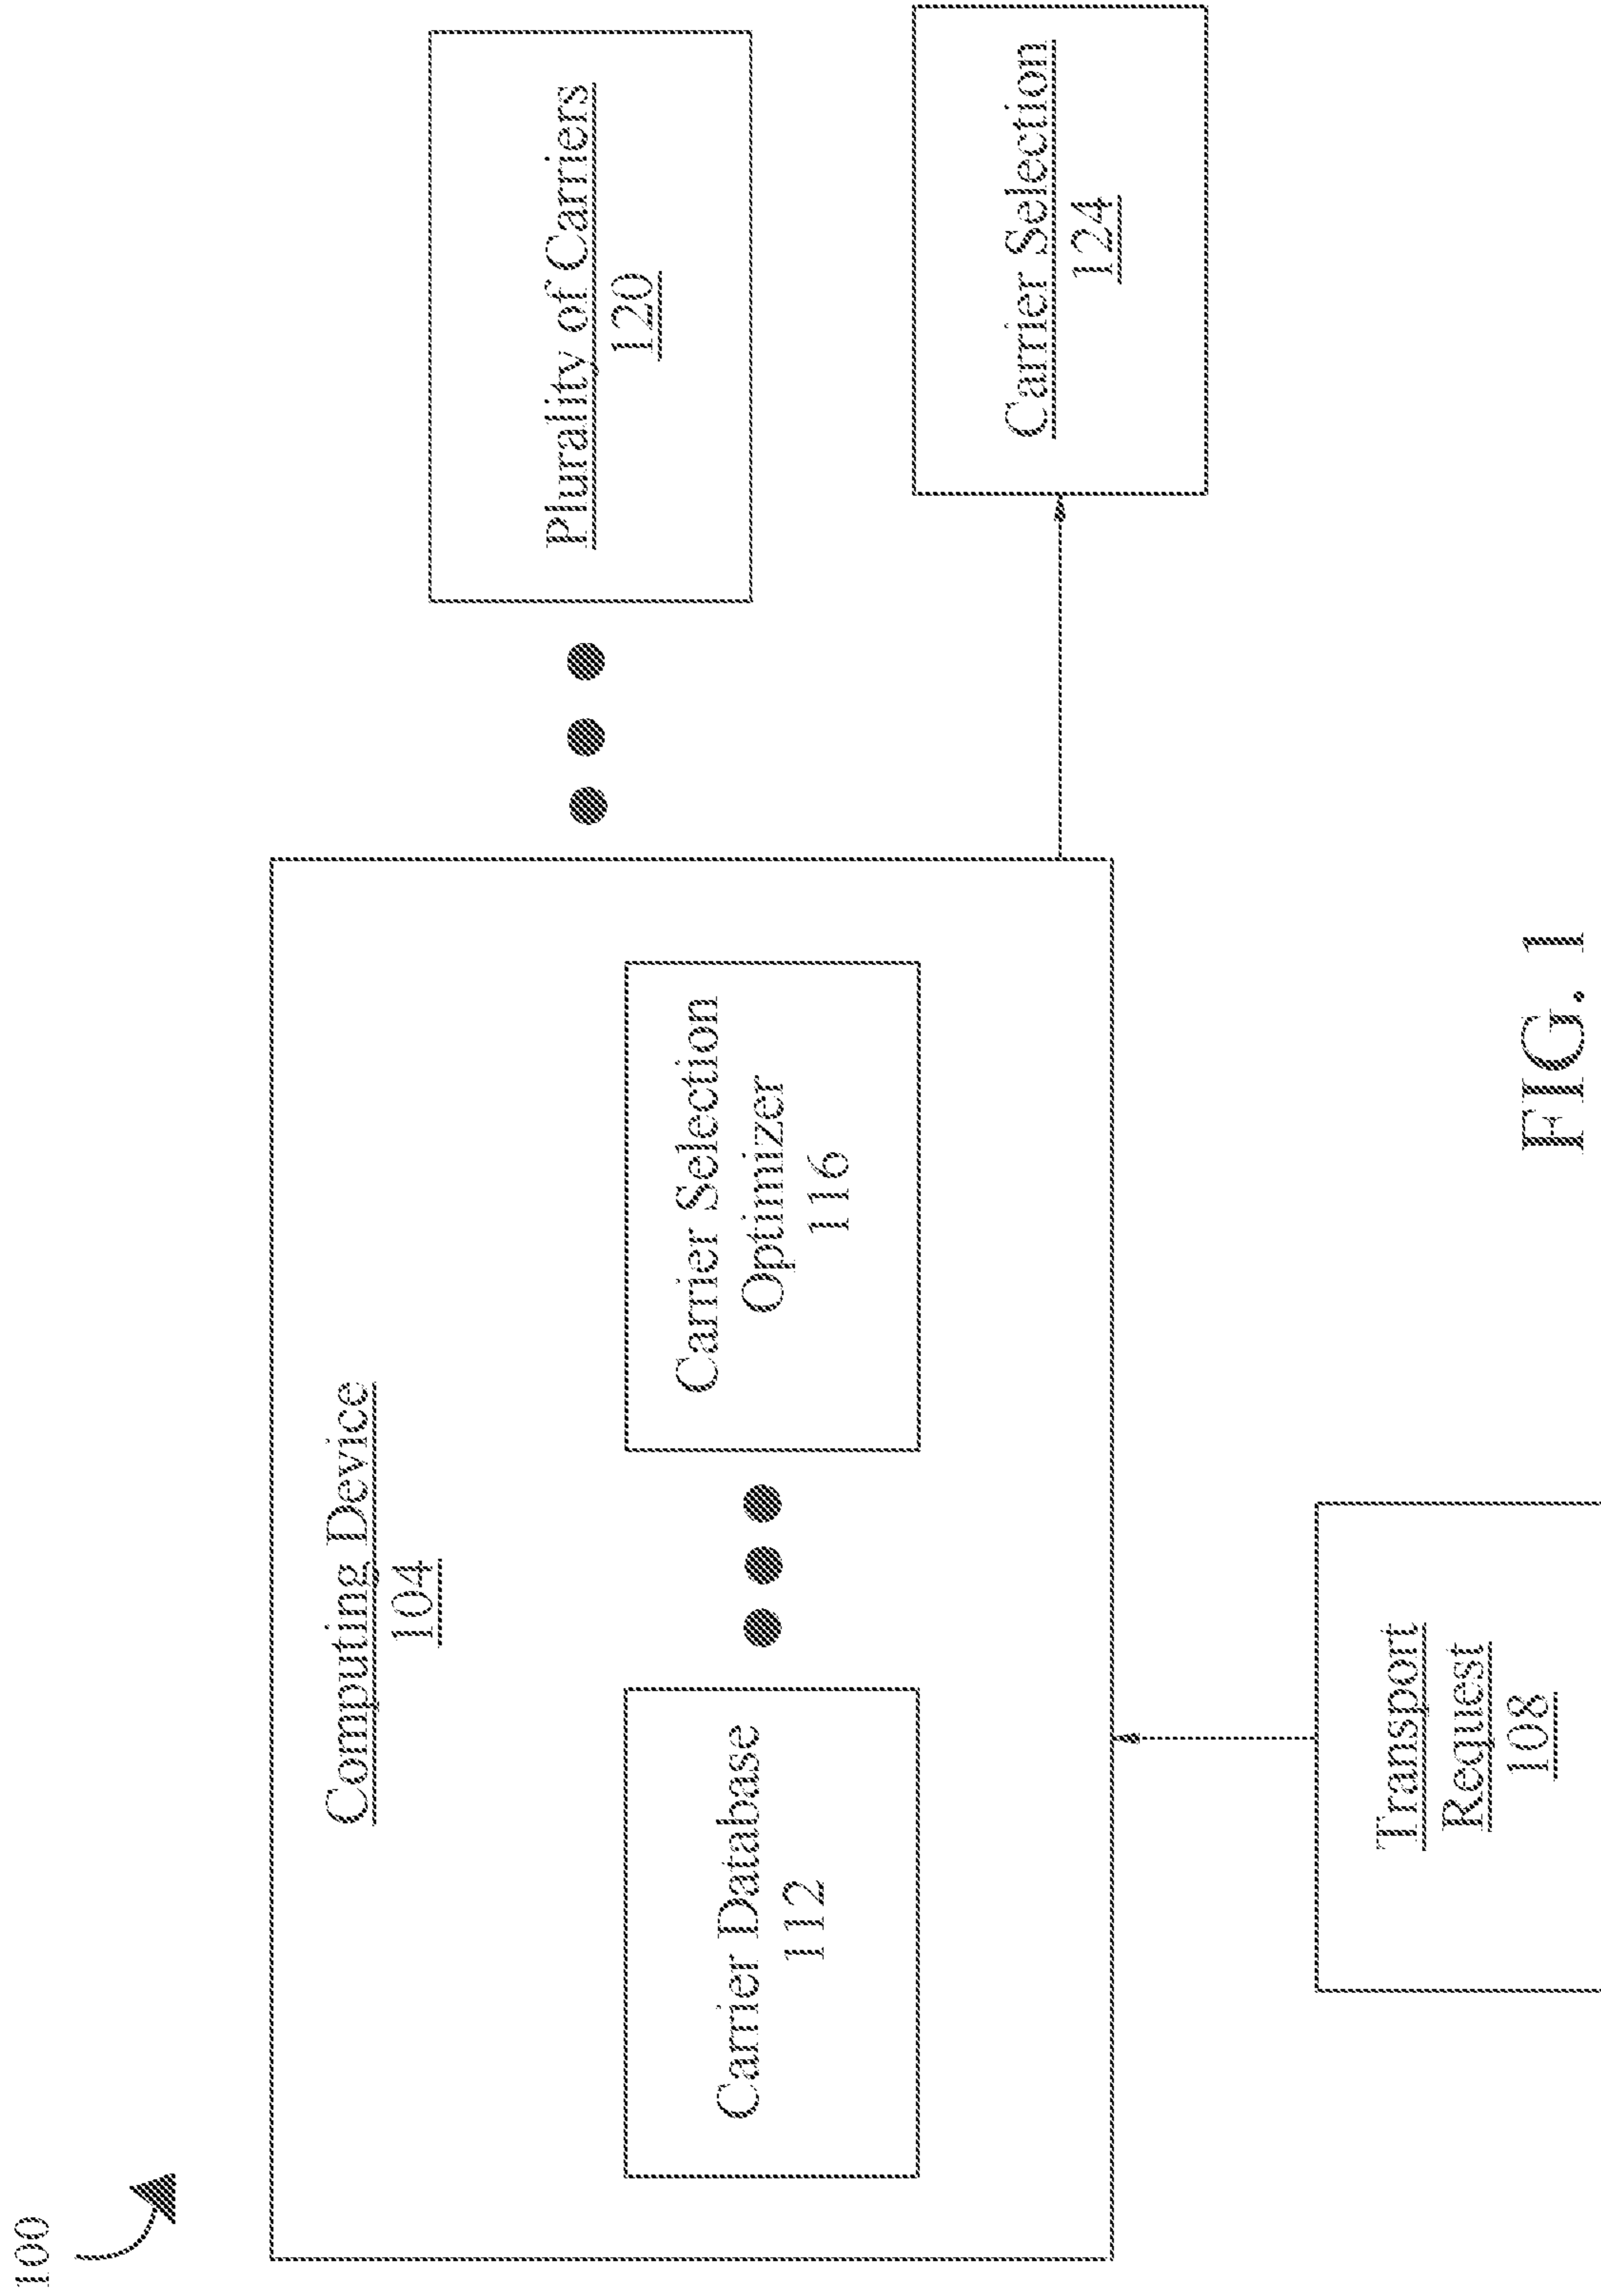 100
Computing Device
104
Carrier Database
112
Carrier Selection
Optimizer
116
Plurality of Carriers
120
Carrier Selection
124
Transport
Request
108
FIG. 1